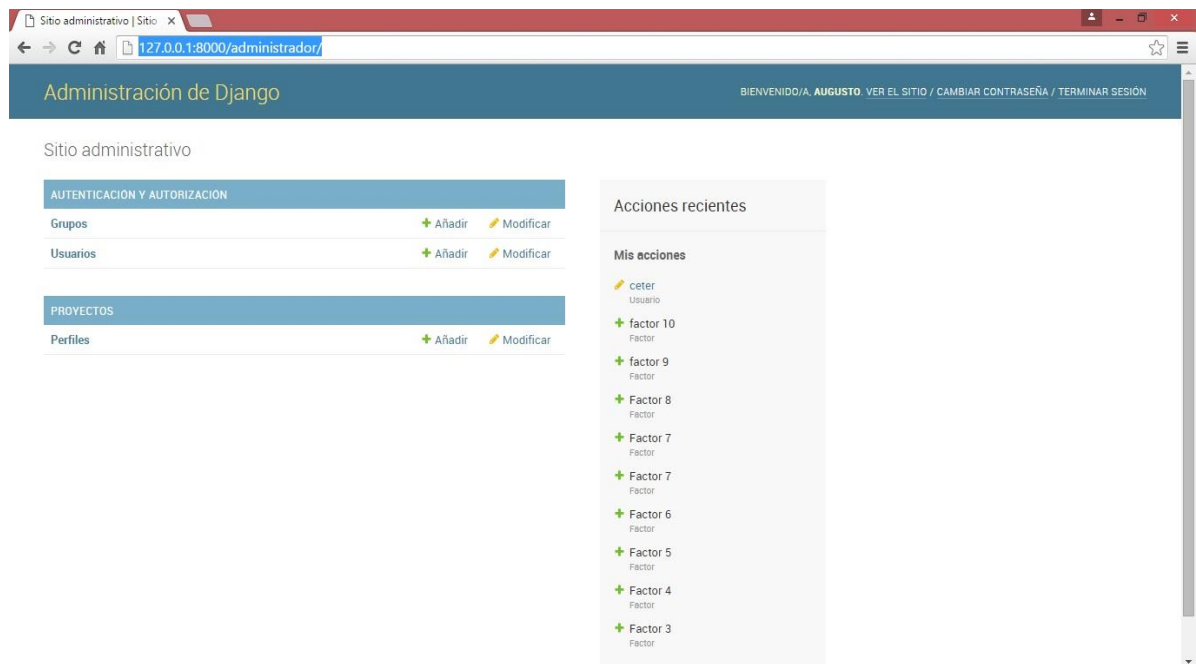 Sitio administrativo | Sitio
127.0.0.1:8000/administrador/
Administración de Django
BIENVENIDO/A, AUGUSTO. VER EL SITIO / CAMBIAR CONTRASEÑA / TERMINAR SESIÓN
Sitio administrativo
AUTENTICACIÓN Y AUTORIZACIÓN
Grupos Añadir Modificar
Usuarios Añadir Modificar
PROYECTOS
Perfiles Añadir Modificar
Acciones recientes
Mis acciones
ceter
Usuario
factor 10
Factor
factor 9
Factor
Factor 8
Factor
Factor 7
Factor
Factor 7
Factor
Factor 6
Factor
Factor 5
Factor
Factor 4
Factor
Factor 3
Factor